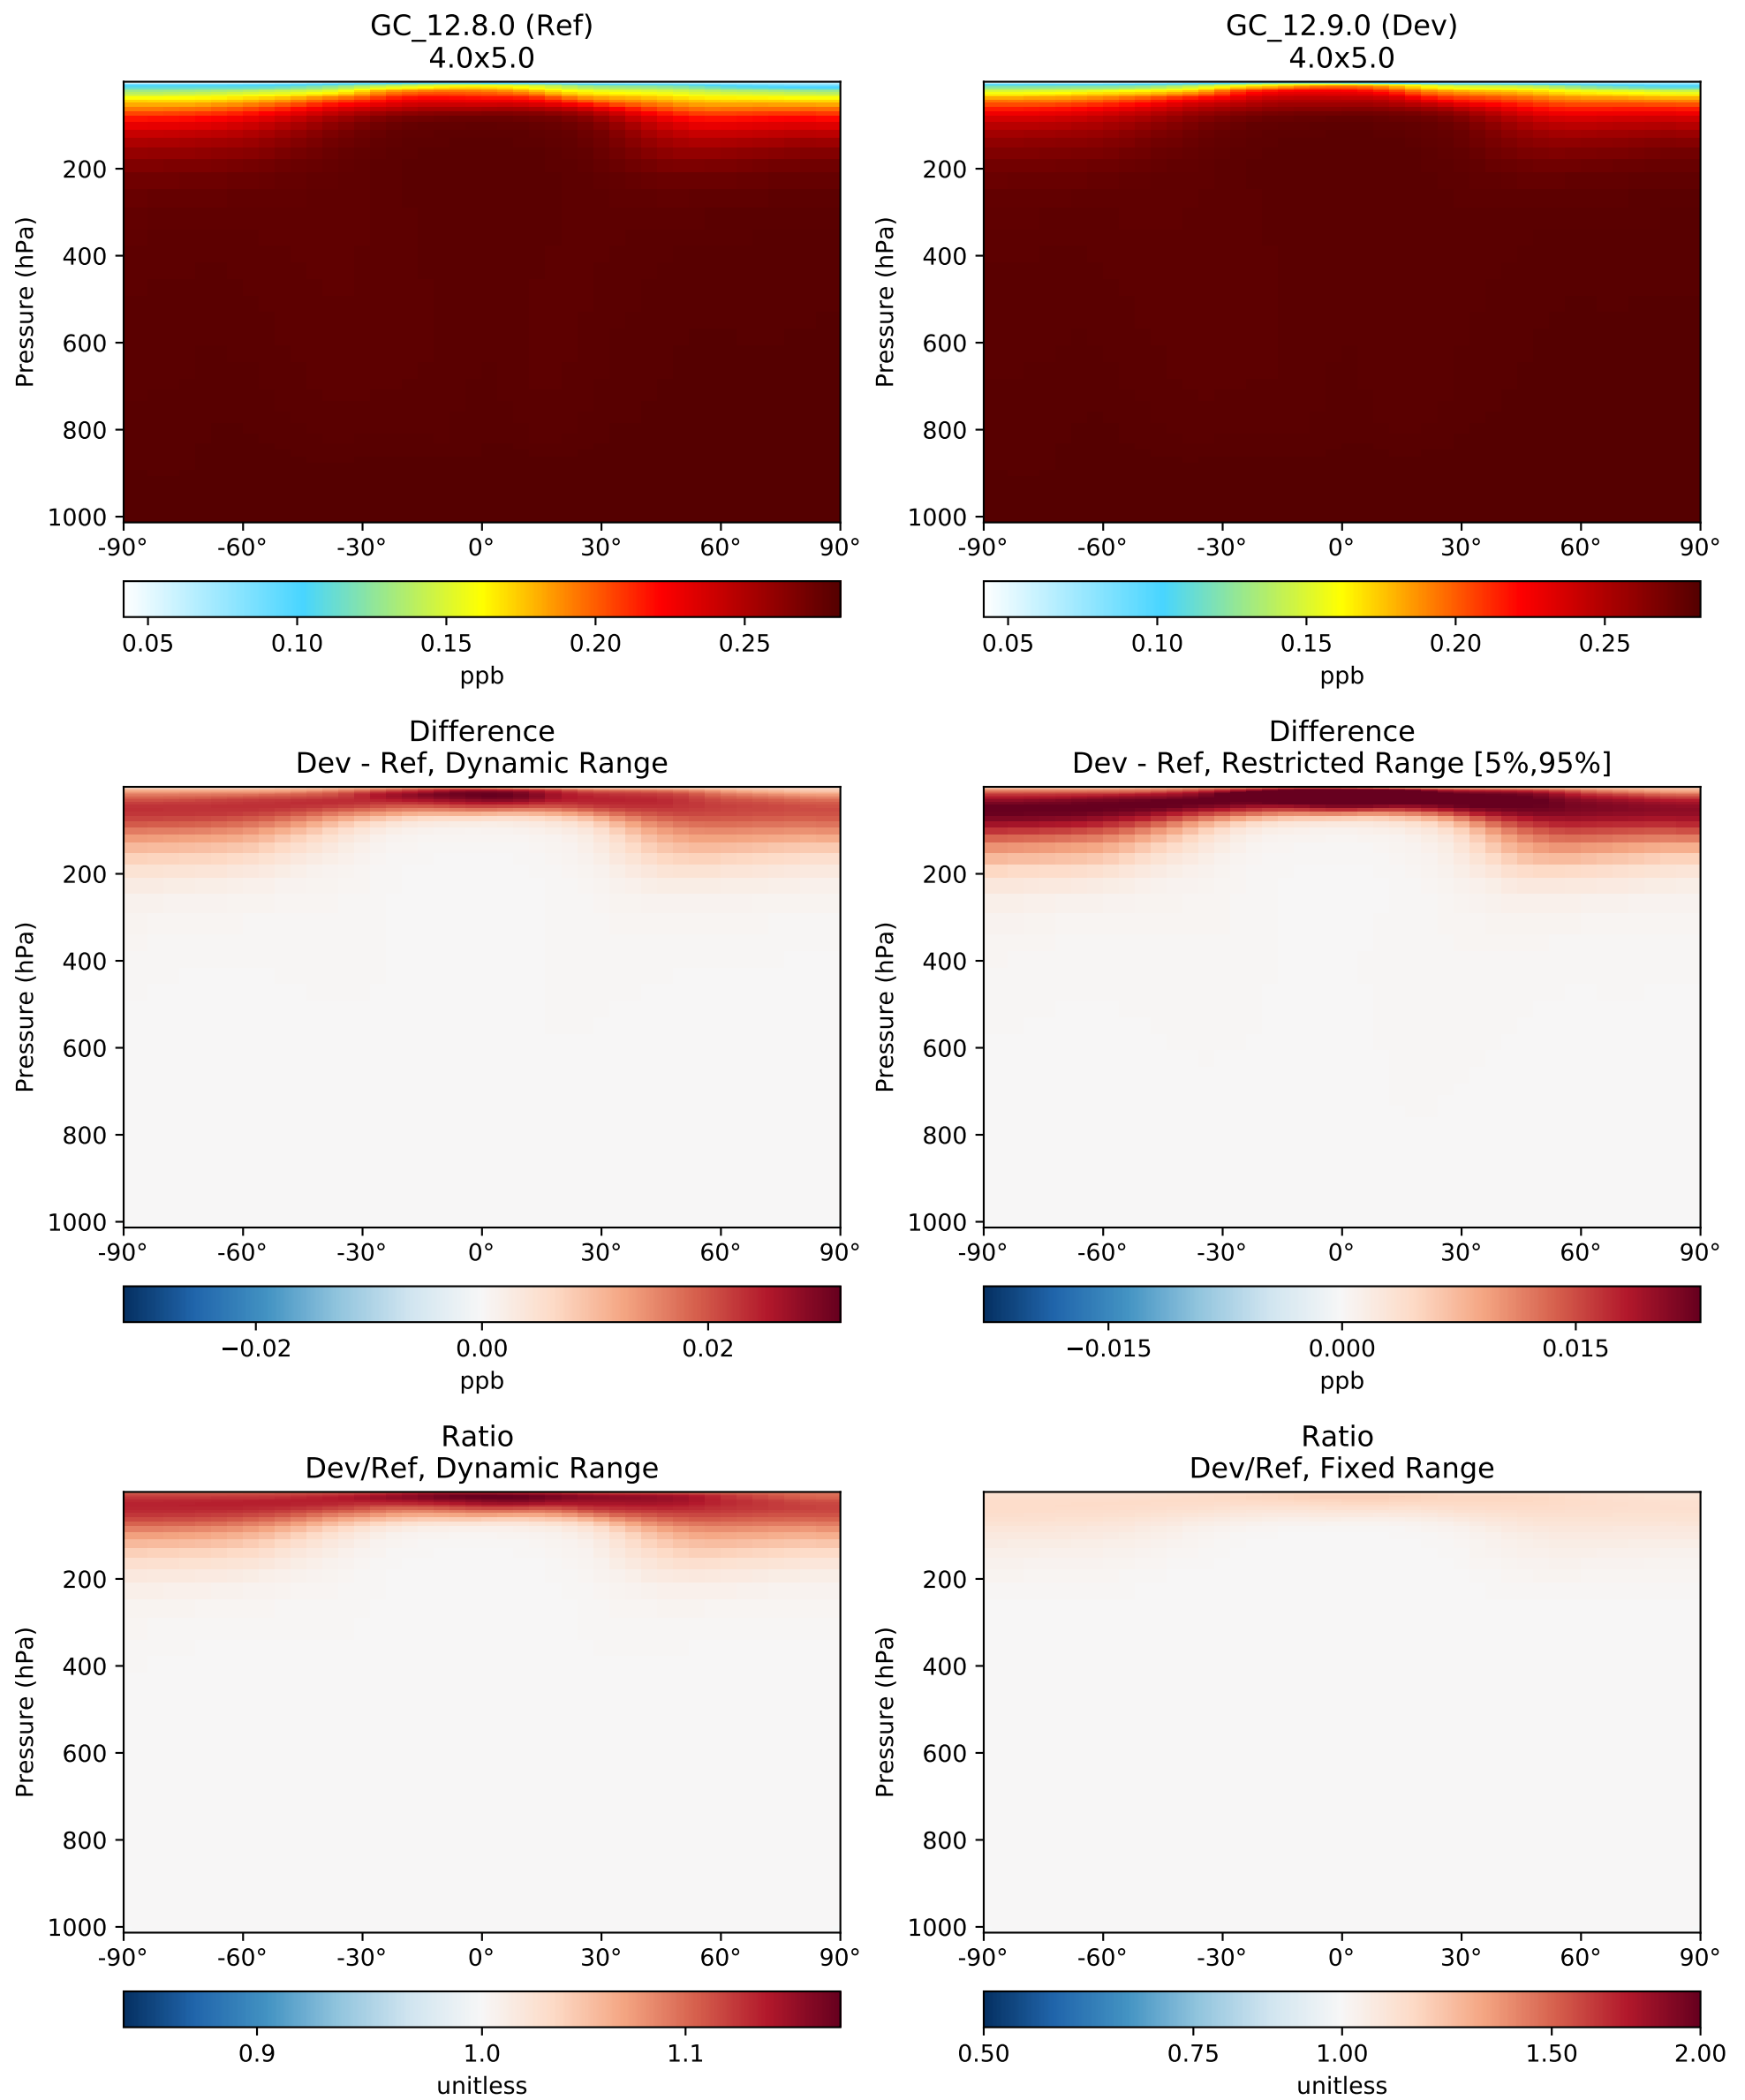 GC_12.8.0 (Ref)
4.0x5.0
200
400
600
800
1000
Pressure (hPa)
-90° -60° -30° 0° 30° 60° 90°
0.05 0.10 0.15 0.20 0.25
ppb
GC_12.9.0 (Dev)
4.0x5.0
200
400
600
800
1000
Pressure (hPa)
-90° -60° -30° 0° 30° 60° 90°
0.05 0.10 0.15 0.20 0.25
ppb
Difference
Dev - Ref, Dynamic Range
200
400
600
800
1000
Pressure (hPa)
-90° -60° -30° 0° 30° 60° 90°
−0.02 0.00 0.02
ppb
Difference
Dev - Ref, Restricted Range [5%,95%]
200
400
600
800
1000
Pressure (hPa)
-90° -60° -30° 0° 30° 60° 90°
−0.015 0.000 0.015
ppb
Ratio
Dev/Ref, Dynamic Range
200
400
600
800
1000
Pressure (hPa)
-90° -60° -30° 0° 30° 60° 90°
0.9 1.0 1.1
unitless
Ratio
Dev/Ref, Fixed Range
200
400
600
800
1000
Pressure (hPa)
-90° -60° -30° 0° 30° 60° 90°
0.50 0.75 1.00 1.50 2.00
unitless